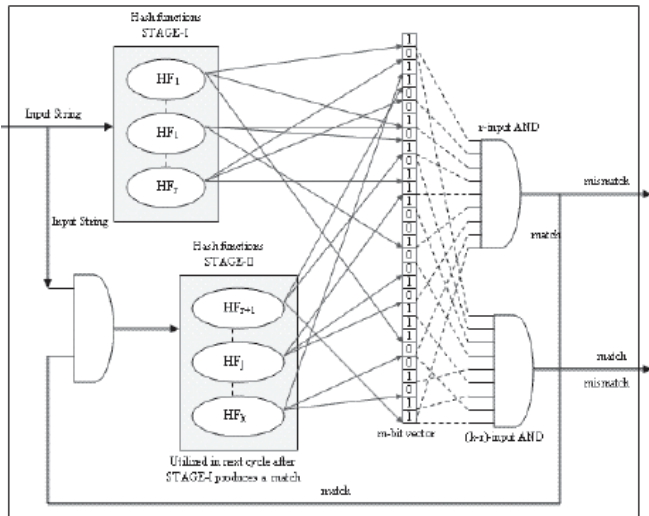 Hash functions
STAGE-I
HF1
Input String
HFi
HFr
r-input AND
mismatch
match
Input String
Hash functions
STAGE-II
HFr+1
HFj
HFk
match
mismatch
m-bit vector
(k-r)-input AND
Utilized in next cycle after
STAGE-I produces a match
match